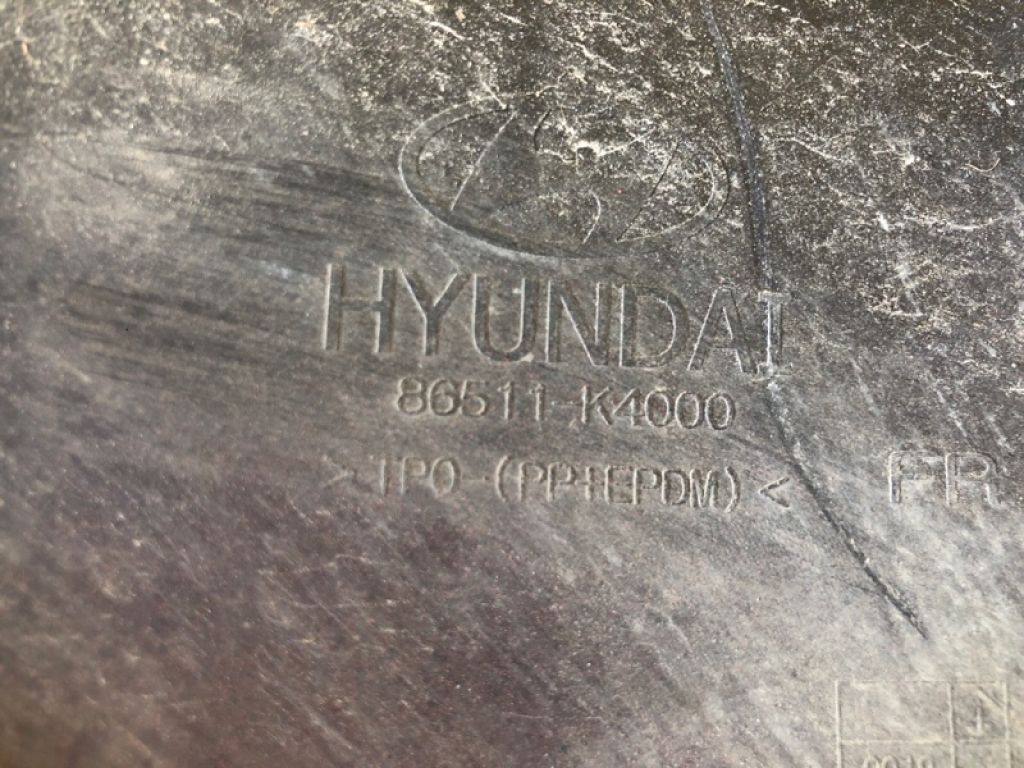 HYUNDAI
86511-K4000
>TPO-(PP+EPDM)<
FR